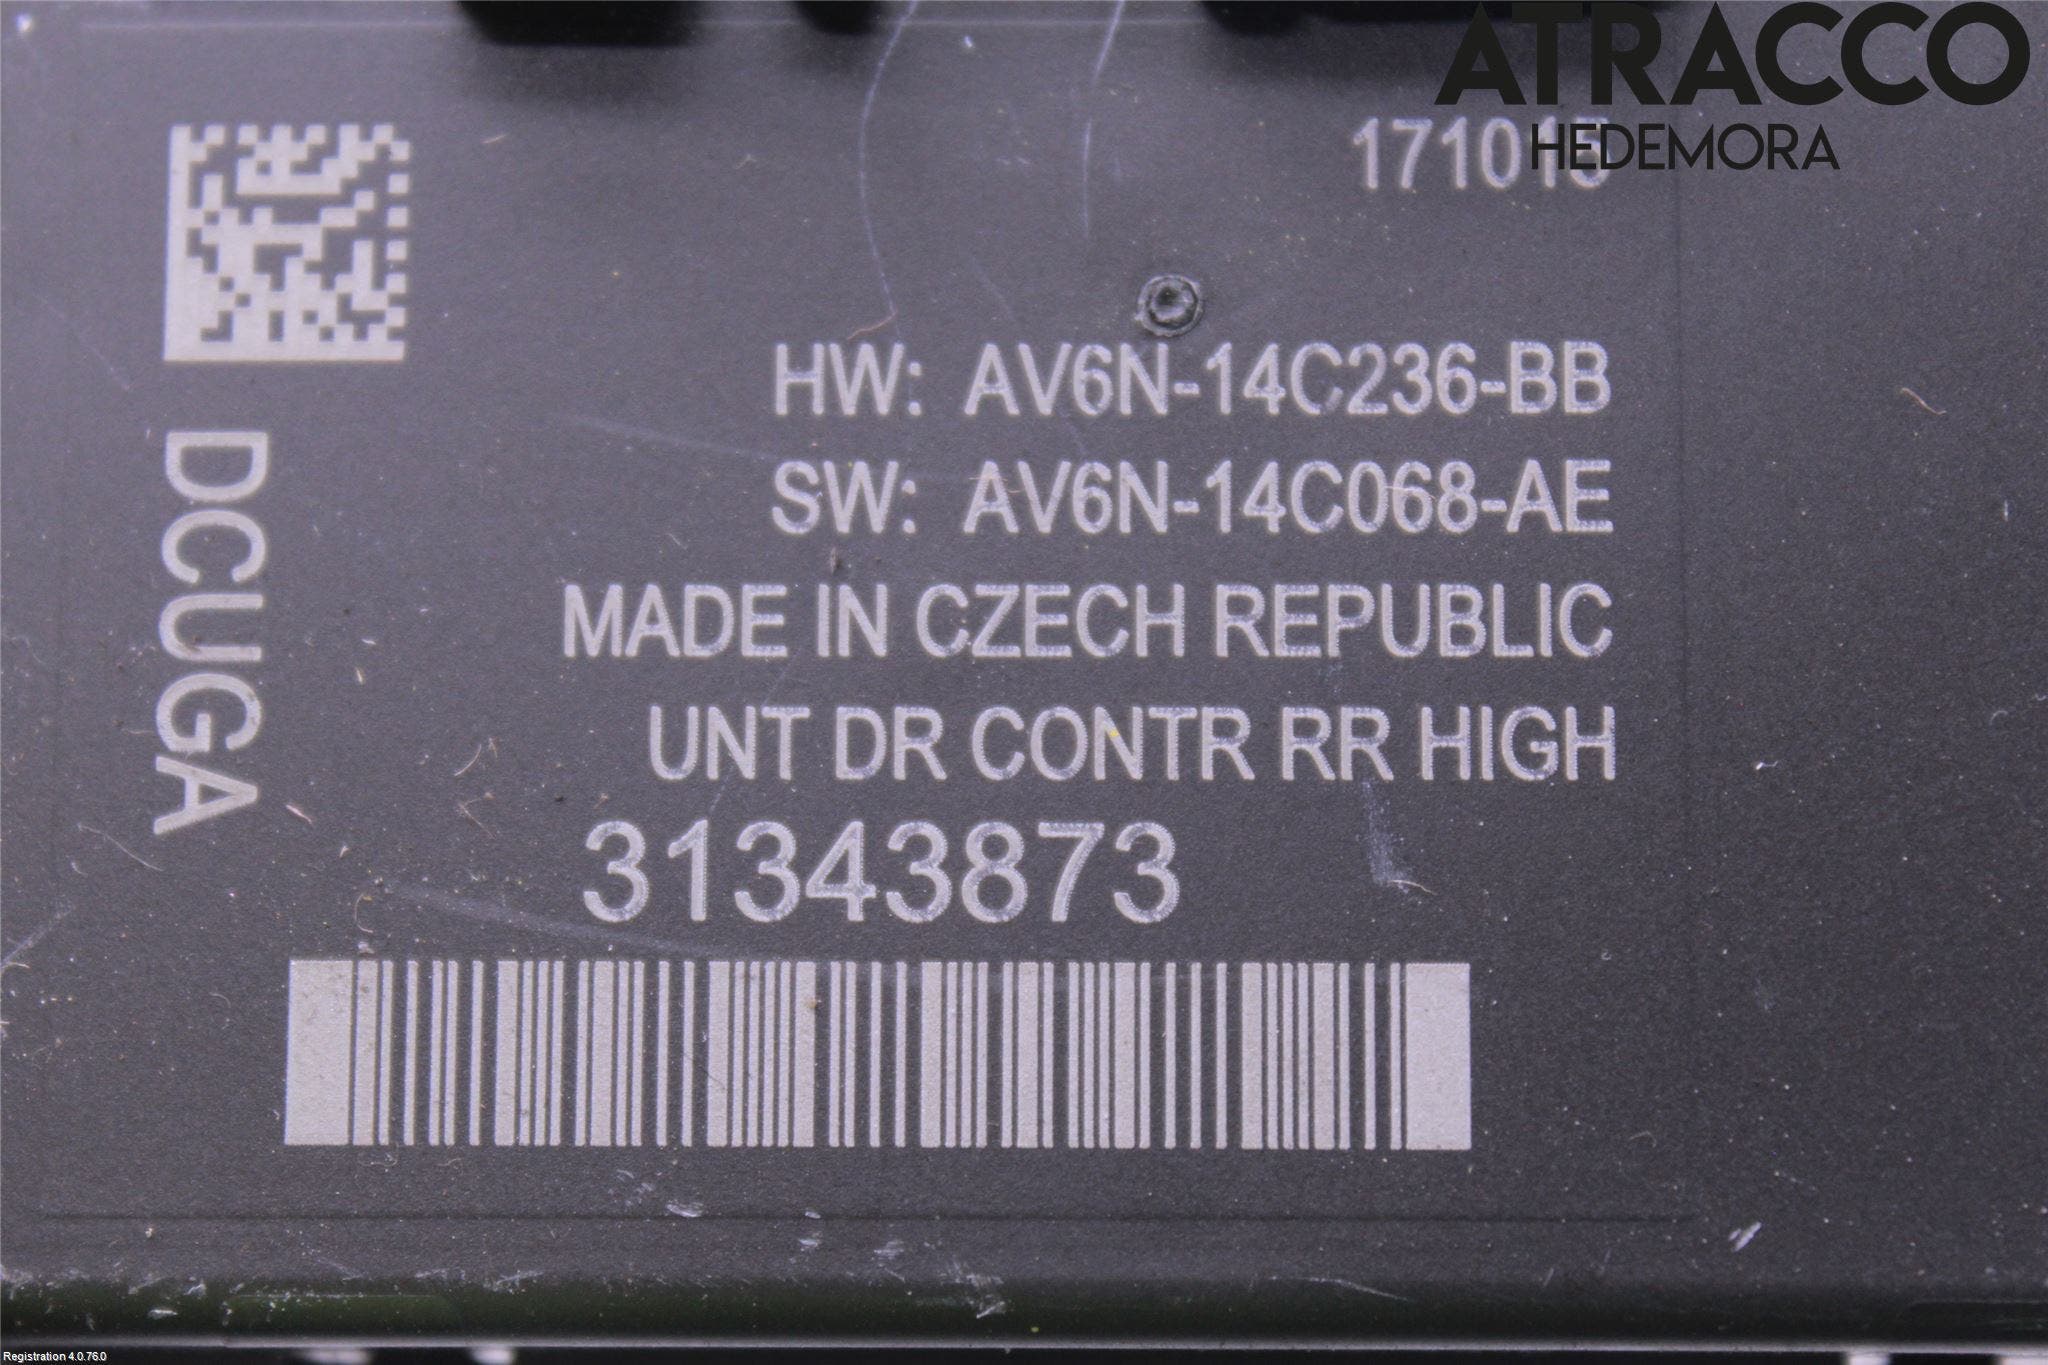 ATRACCO
HEDEMORA
171015
HW: AV6N-14C236-BB
SW: AV6N-14C068-AE
MADE IN CZECH REPUBLIC
UNT DR CONTR RR HIGH
31343873
DCUGA
Registration 4.0.76.0